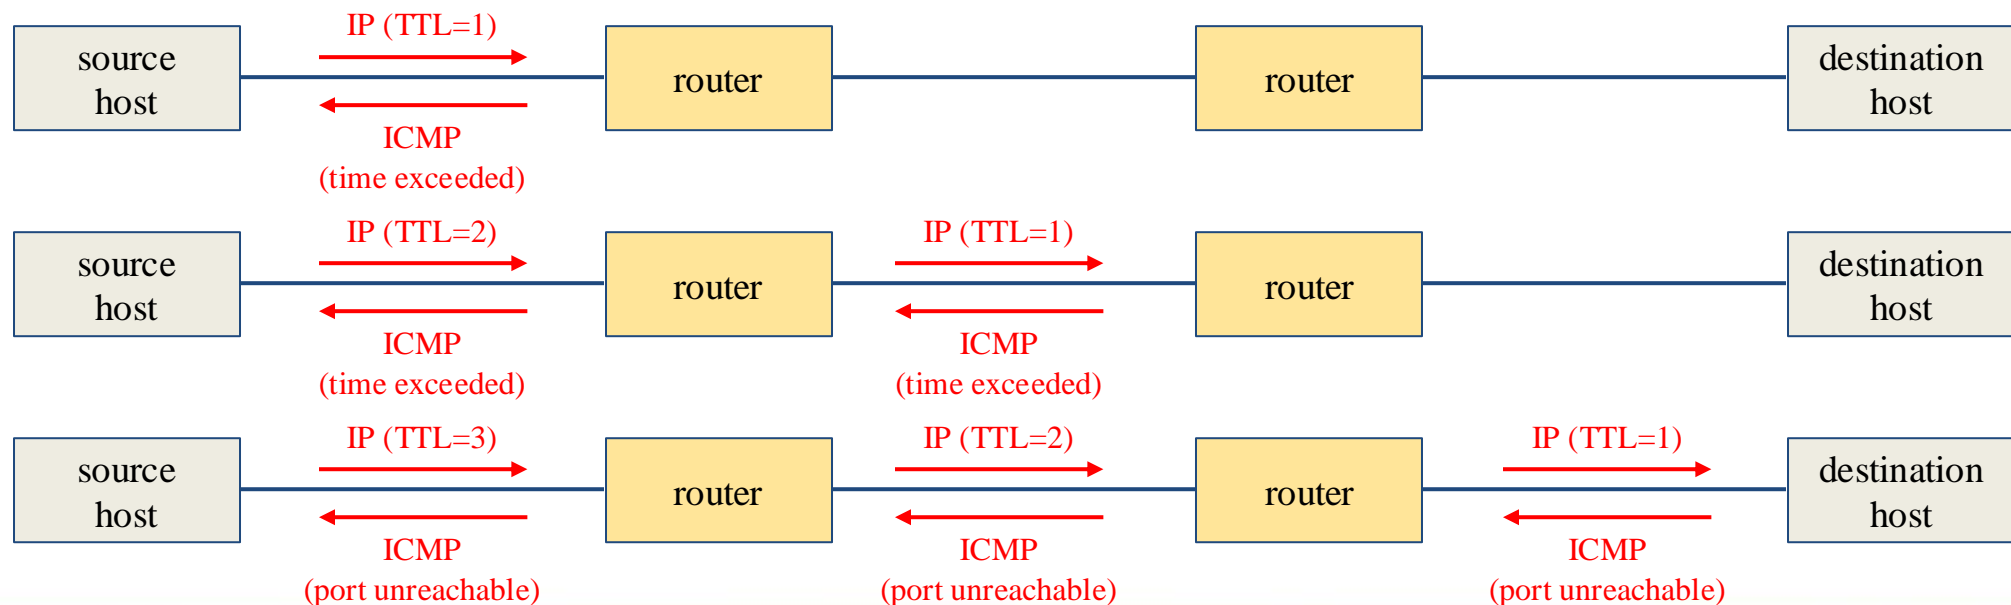 IP (TTL=1)
source
host
router
router
destination
host
ICMP
(time exceeded)
IP (TTL=2)
IP (TTL=1)
source
host
router
router
destination
host
ICMP
(time exceeded)
ICMP
(time exceeded)
IP (TTL=3)
IP (TTL=2)
IP (TTL=1)
source
host
router
router
destination
host
ICMP
(port unreachable)
ICMP
(port unreachable)
ICMP
(port unreachable)